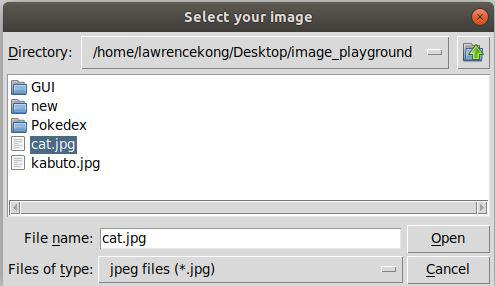 Select your image
Directory: /home/lawrencekong/Desktop/image_playground
GUI
new
Pokedex
cat.jpg
kabuto.jpg
File name: cat.jpg Open
Files of type: jpeg files (*.jpg) Cancel